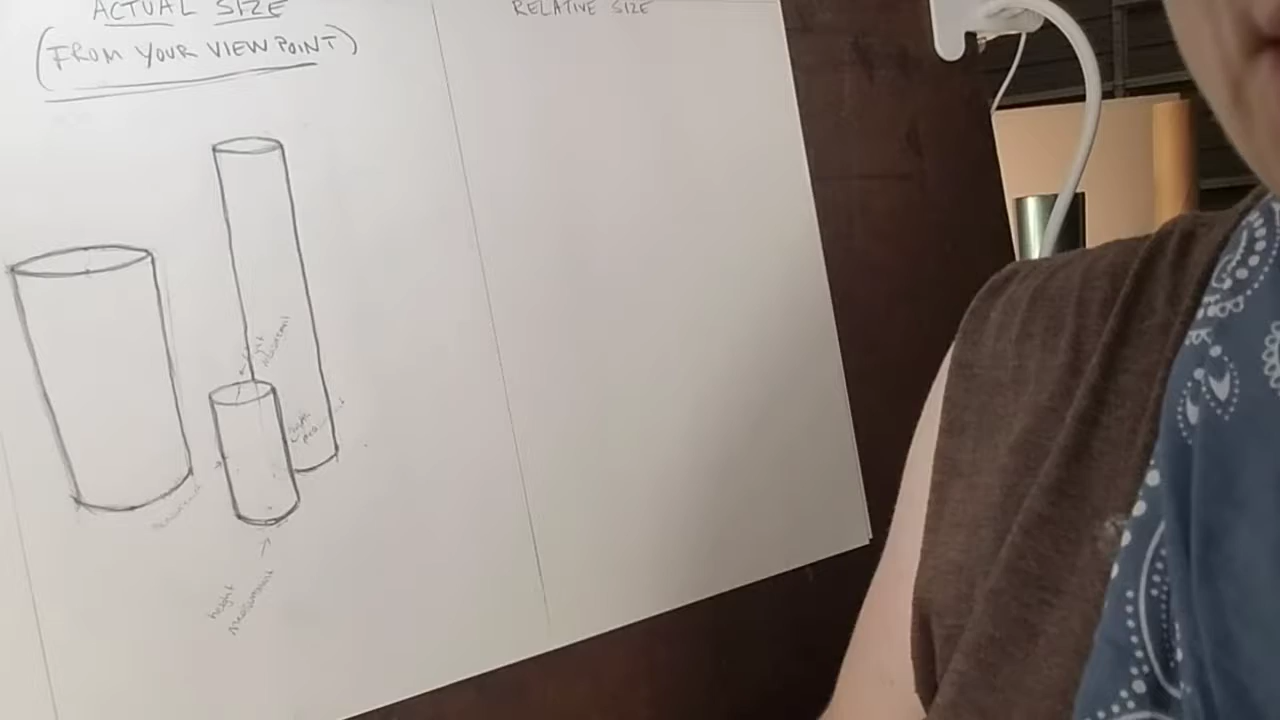 ACTUAL SIZE
(FROM YOUR VIEW POINT)
RELATIVE SIZE
height
measurement